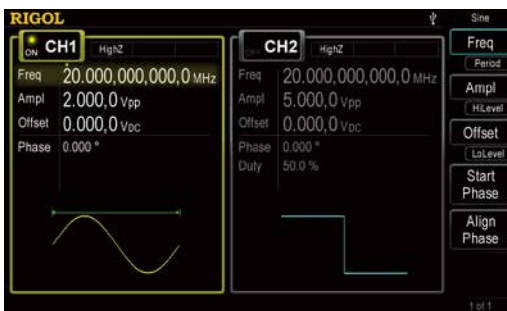 RIGOL
Sine
ON CH1 HighZ
Freq 20.000,000,000,0 MHz
Ampl 2.000,0 Vpp
Offset 0.000,0 VDC
Phase 0.000 °
OFF CH2 HighZ
Freq 20.000,000,000,0 MHz
Ampl 5.000,0 Vpp
Offset 0.000,0 VDC
Phase 0.000 °
Duty 50.0 %
Freq
Period
Ampl
HiLevel
Offset
LoLevel
Start
Phase
Align
Phase
1 of 1